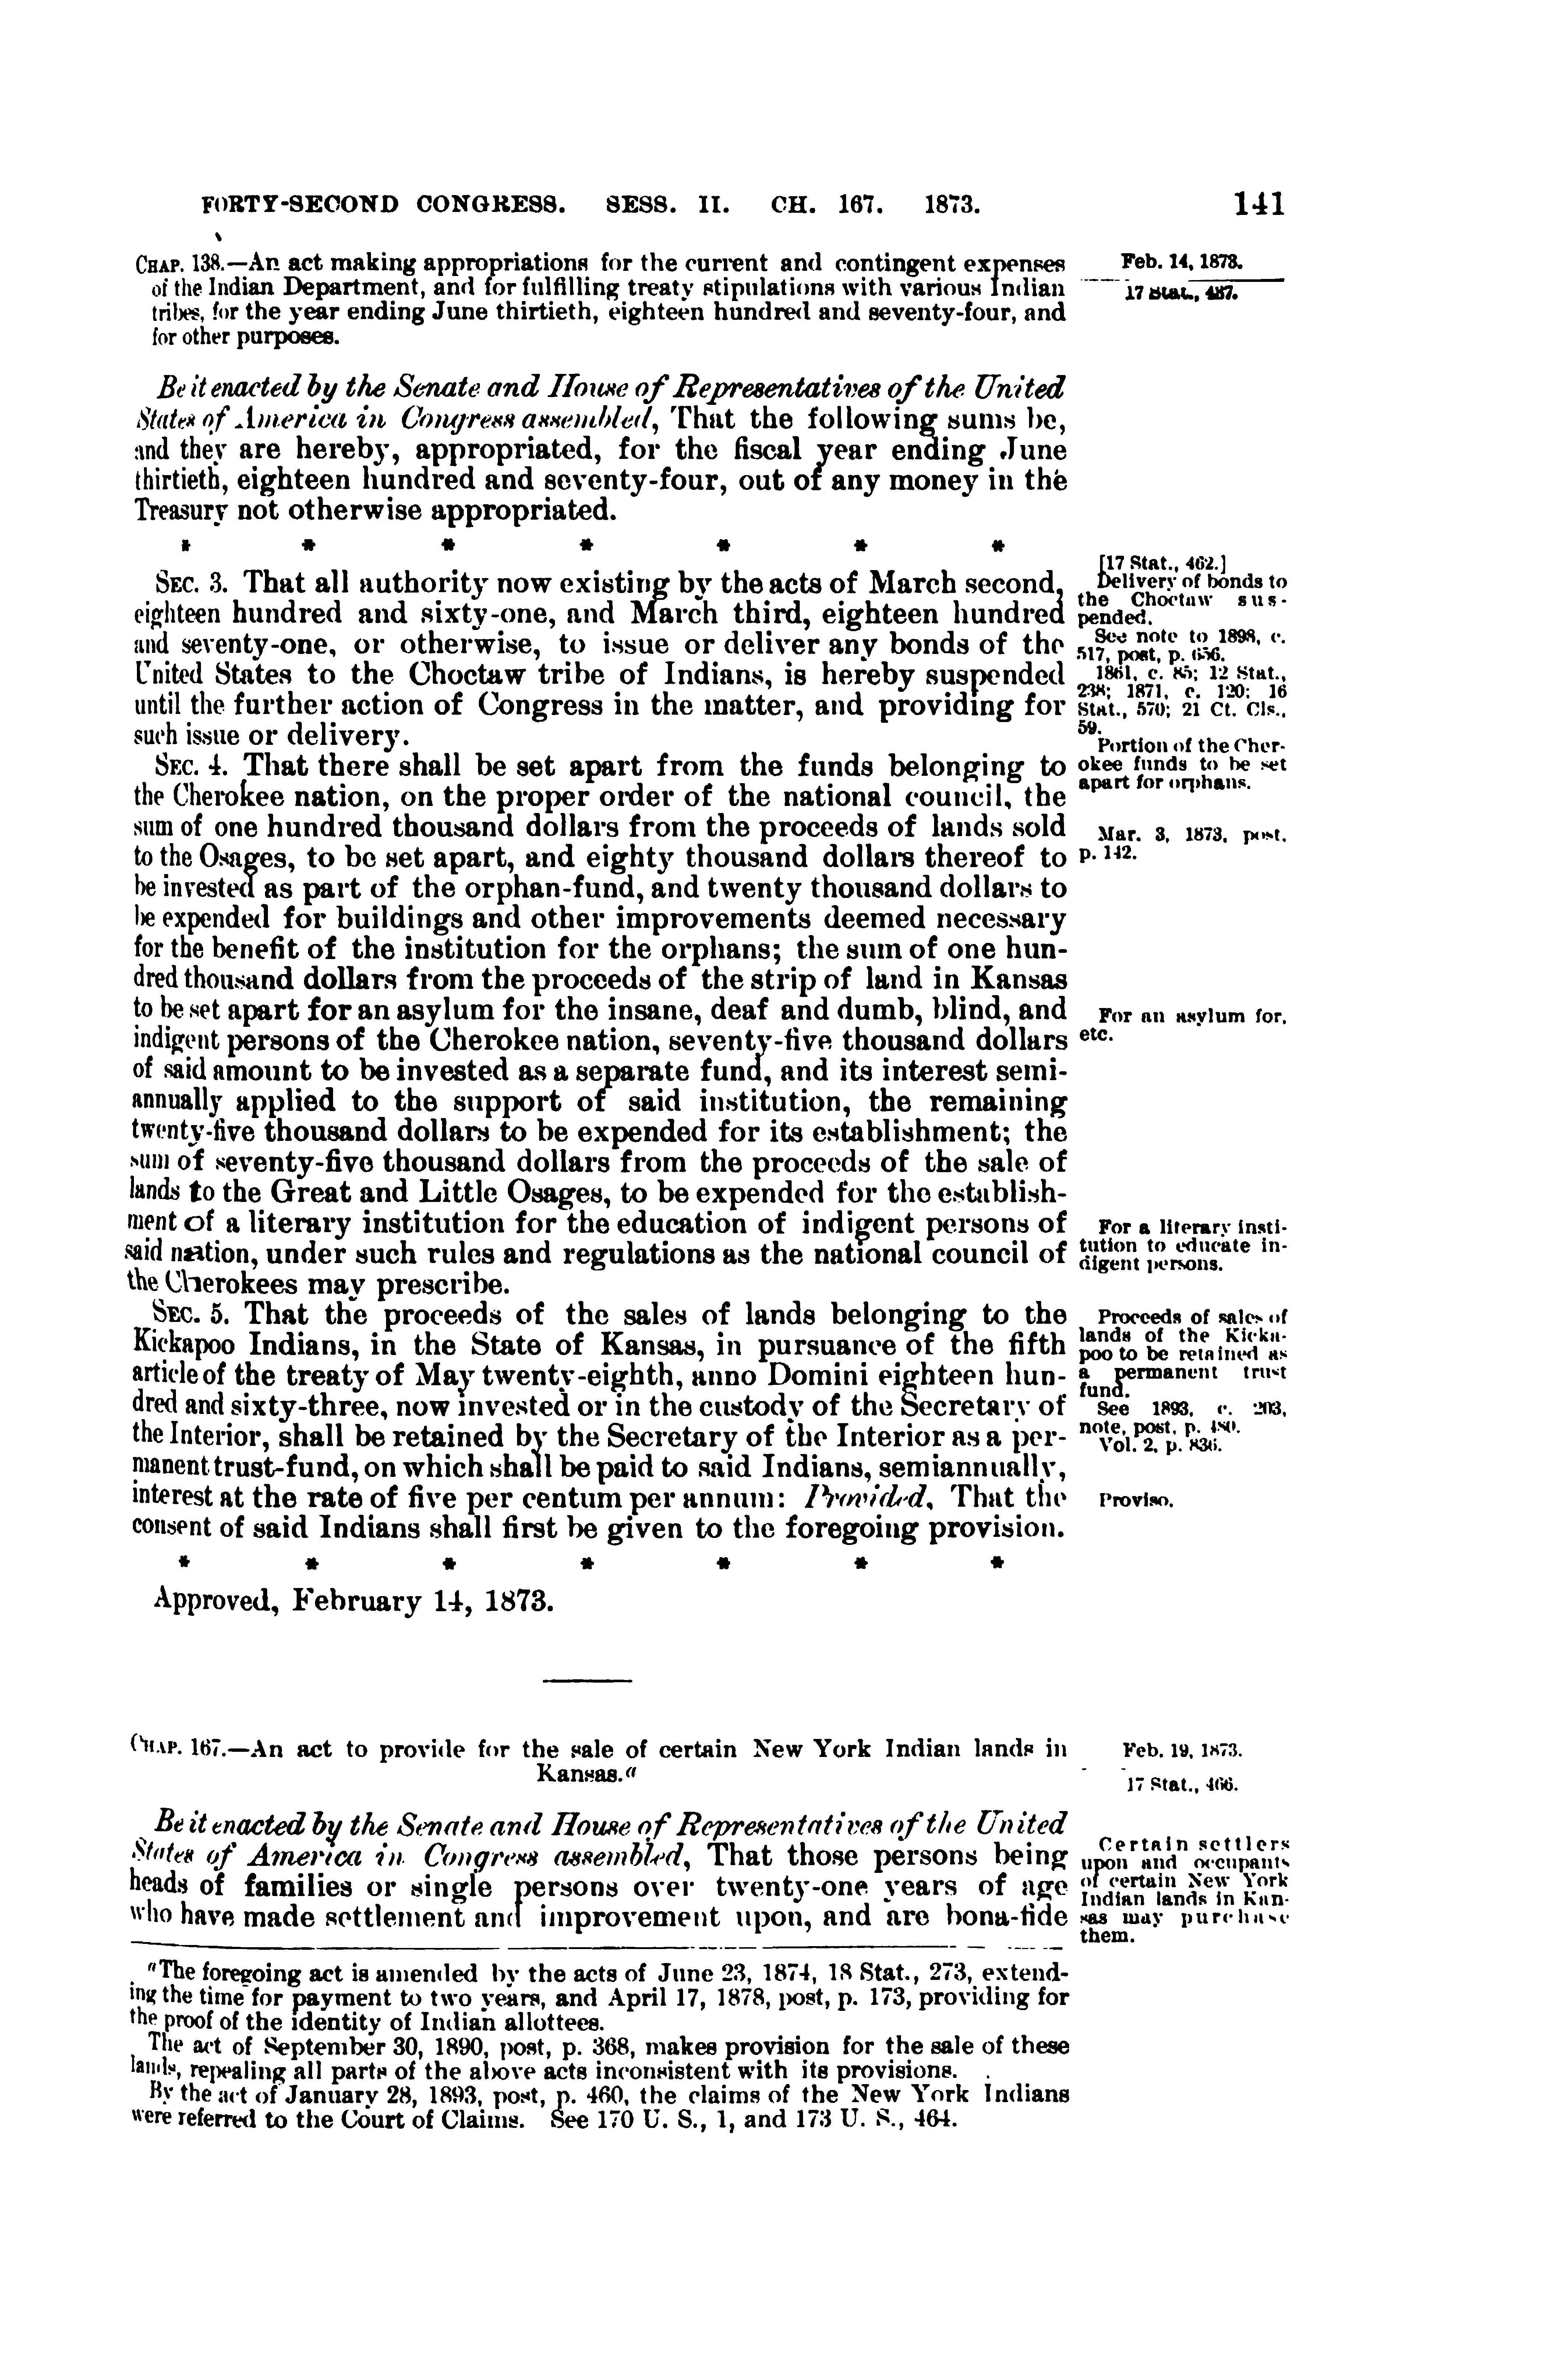 FORTY-SECOND CONGRESS. SESS. II. CH. 167. 1873. 141
CHAP. 138.—An act making appropriations for the current and contingent expenses
of the Indian Department, and for fulfilling treaty stipulations with various Indian
tribes, for the year ending June thirtieth, eighteen hundred and seventy-four, and
for other purposes.
Feb. 14, 1873.
17 Stat., 437.
Be it enacted by the Senate and House of Representatives of the United
States of America in Congress assembled, That the following sums be,
and they are hereby, appropriated, for the fiscal year ending June
thirtieth, eighteen hundred and seventy-four, out of any money in the
Treasury not otherwise appropriated.
* * * * * * *
SEC. 3. That all authority now existing by the acts of March second,
eighteen hundred and sixty-one, and March third, eighteen hundred
and seventy-one, or otherwise, to issue or deliver any bonds of the
United States to the Choctaw tribe of Indians, is hereby suspended
until the further action of Congress in the matter, and providing for
such issue or delivery.
[17 Stat., 462.]
Delivery of bonds to
the Choctaw sus-
pended.
See note to 1898, c.
517, post, p. 656.
1861, c. 85; 12 Stat.,
238; 1871, c. 120; 16
Stat., 570; 21 Ct. Cls.,
59.
SEC. 4. That there shall be set apart from the funds belonging to
the Cherokee nation, on the proper order of the national council, the
sum of one hundred thousand dollars from the proceeds of lands sold
to the Osages, to be set apart, and eighty thousand dollars thereof to
be invested as part of the orphan-fund, and twenty thousand dollars to
be expended for buildings and other improvements deemed necessary
for the benefit of the institution for the orphans; the sum of one hun-
dred thousand dollars from the proceeds of the strip of land in Kansas
to be set apart for an asylum for the insane, deaf and dumb, blind, and
indigent persons of the Cherokee nation, seventy-five thousand dollars
of said amount to be invested as a separate fund, and its interest semi-
annually applied to the support of said institution, the remaining
twenty-five thousand dollars to be expended for its establishment; the
sum of seventy-five thousand dollars from the proceeds of the sale of
lands to the Great and Little Osages, to be expended for the establish-
ment of a literary institution for the education of indigent persons of
said nation, under such rules and regulations as the national council of
the Cherokees may prescribe.
Portion of the Cher-
okee funds to be set
apart for orphans.
Mar. 3, 1873, post,
p. 142.
For an asylum for,
etc.
For a literary insti-
tution to educate in-
digent persons.
SEC. 5. That the proceeds of the sales of lands belonging to the
Kickapoo Indians, in the State of Kansas, in pursuance of the fifth
article of the treaty of May twenty-eighth, anno Domini eighteen hun-
dred and sixty-three, now invested or in the custody of the Secretary of
the Interior, shall be retained by the Secretary of the Interior as a per-
manent trust-fund, on which shall be paid to said Indians, semiannually,
interest at the rate of five per centum per annum: Provided, That the
consent of said Indians shall first be given to the foregoing provision.
Proceeds of sales of
lands of the Kicka-
poo to be retained as
a permanent trust
fund.
See 1893, c. 203,
note, post, p. 480.
Vol. 2, p. 836.
Proviso.
* * * * * * *
Approved, February 14, 1873.
CHAP. 167.—An act to provide for the sale of certain New York Indian lands in
Kansas.a
Feb. 19, 1873.
17 Stat., 466.
Be it enacted by the Senate and House of Representatives of the United
States of America in Congress assembled, That those persons being
heads of families or single persons over twenty-one years of age
who have made settlement and improvement upon, and are bona-fide
Certain settlers
upon and occupants
of certain New York
Indian lands in Kan-
sas may purchase
them.
a The foregoing act is amended by the acts of June 23, 1874, 18 Stat., 273, extend-
ing the time for payment to two years, and April 17, 1878, post, p. 173, providing for
the proof of the identity of Indian allottees.
The act of September 30, 1890, post, p. 368, makes provision for the sale of these
lands, repealing all parts of the above acts inconsistent with its provisions.
By the act of January 28, 1893, post, p. 460, the claims of the New York Indians
were referred to the Court of Claims. See 170 U. S., 1, and 173 U. S., 464.